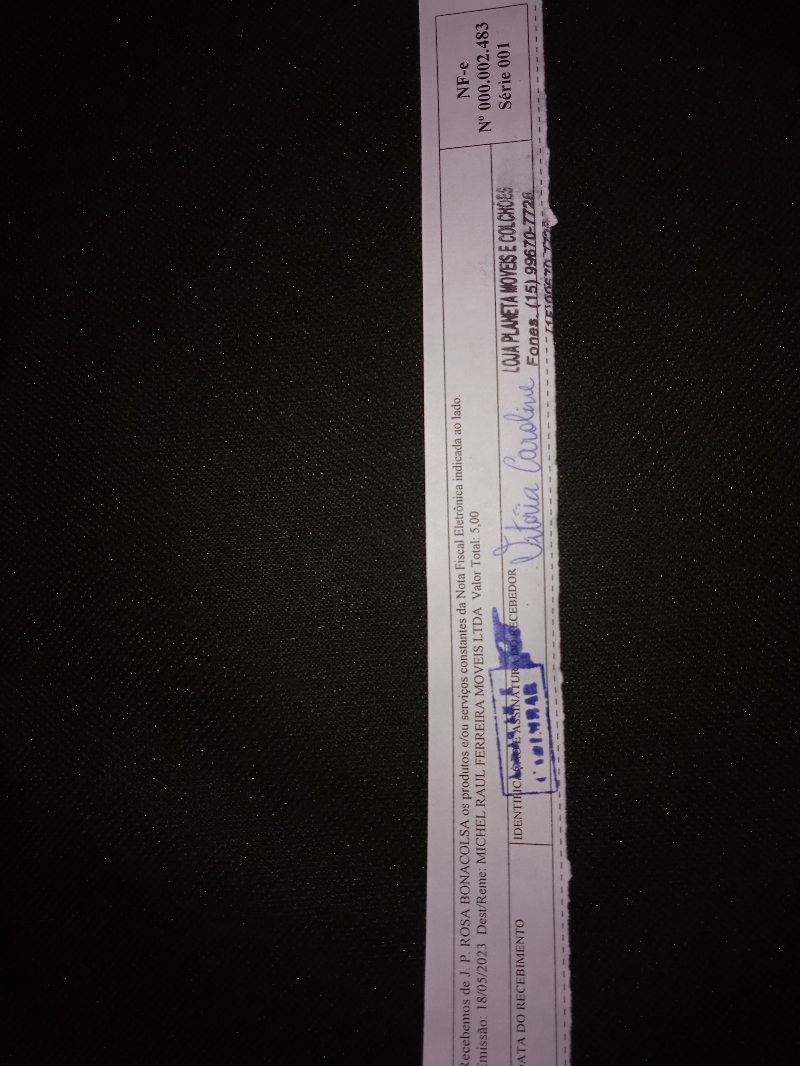 Recebemos de J. P. ROSA BONACOLSA os produtos e/ou serviços constantes da Nota Fiscal Eletrônica indicada ao lado.
Emissão: 18/05/2023 Dest/Reme: MICHEL RAUL FERREIRA MOVEIS LTDA Valor Total: 5,00
DATA DO RECEBIMENTO
IDENTIFICAÇÃO E ASSINATURA DO RECEBEDOR
Vitória Caroline
LOJA PLANETA MOVEIS E COLCHÕES
Fones. (15) 99670-7728
NF-e
Nº 000.002.483
Série 001